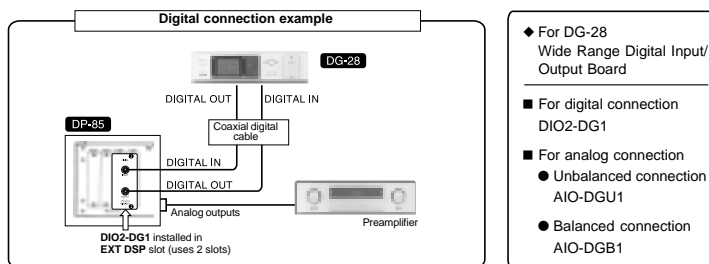 Digital connection example
DG-28
DIGITAL OUT
DIGITAL IN
Coaxial digital
cable
DP-85
DIGITAL IN
DIGITAL OUT
Analog outputs
Preamplifier
DIO2-DG1 installed in
EXT DSP slot (uses 2 slots)
◆ For DG-28
Wide Range Digital Input/
Output Board
■ For digital connection
DIO2-DG1
■ For analog connection
● Unbalanced connection
AIO-DGU1
● Balanced connection
AIO-DGB1